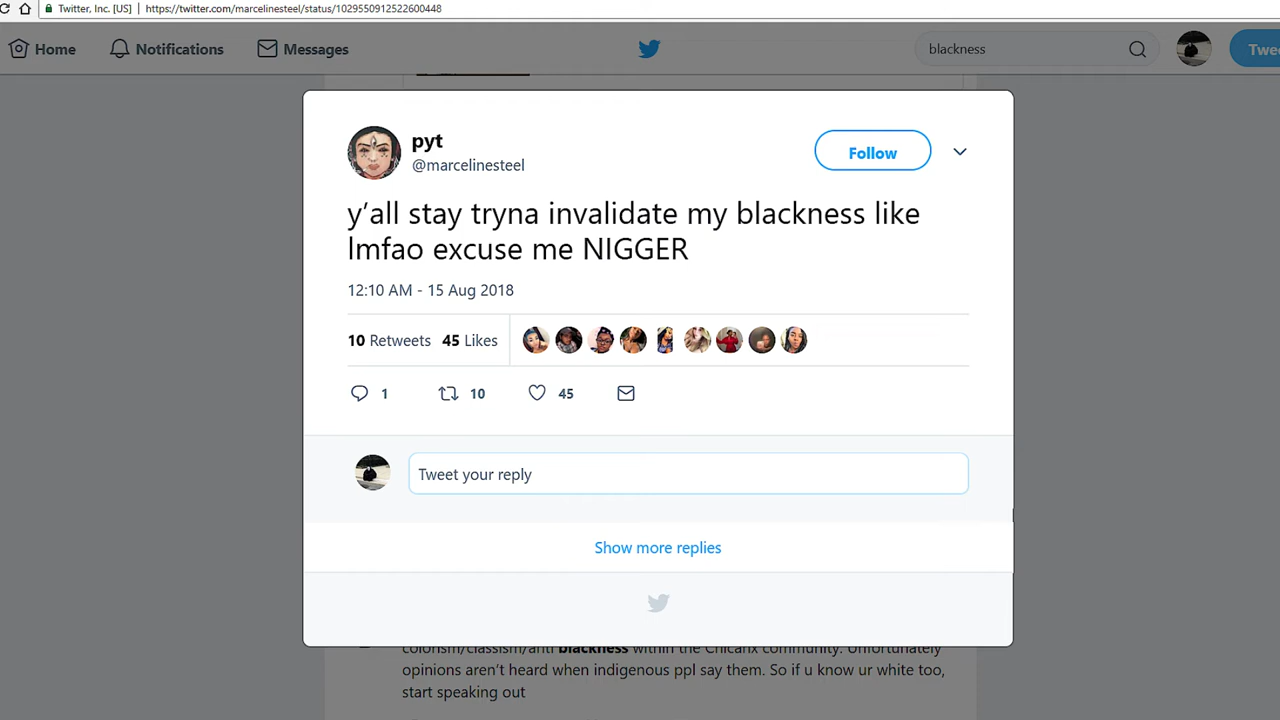 Twitter, Inc. [US] https://twitter.com/marcelinesteel/status/1029550912522600448
Home Notifications Messages blackness Twee
pyt
@marcelinesteel
Follow
y'all stay tryna invalidate my blackness like
lmfao excuse me NIGGER
12:10 AM - 15 Aug 2018
10 Retweets 45 Likes
1 10 45
Tweet your reply
Show more replies
colorism/classism/anti blackness within the Chicanx community. Unfortunately
opinions aren't heard when indigenous ppl say them. So if u know ur white too,
start speaking out